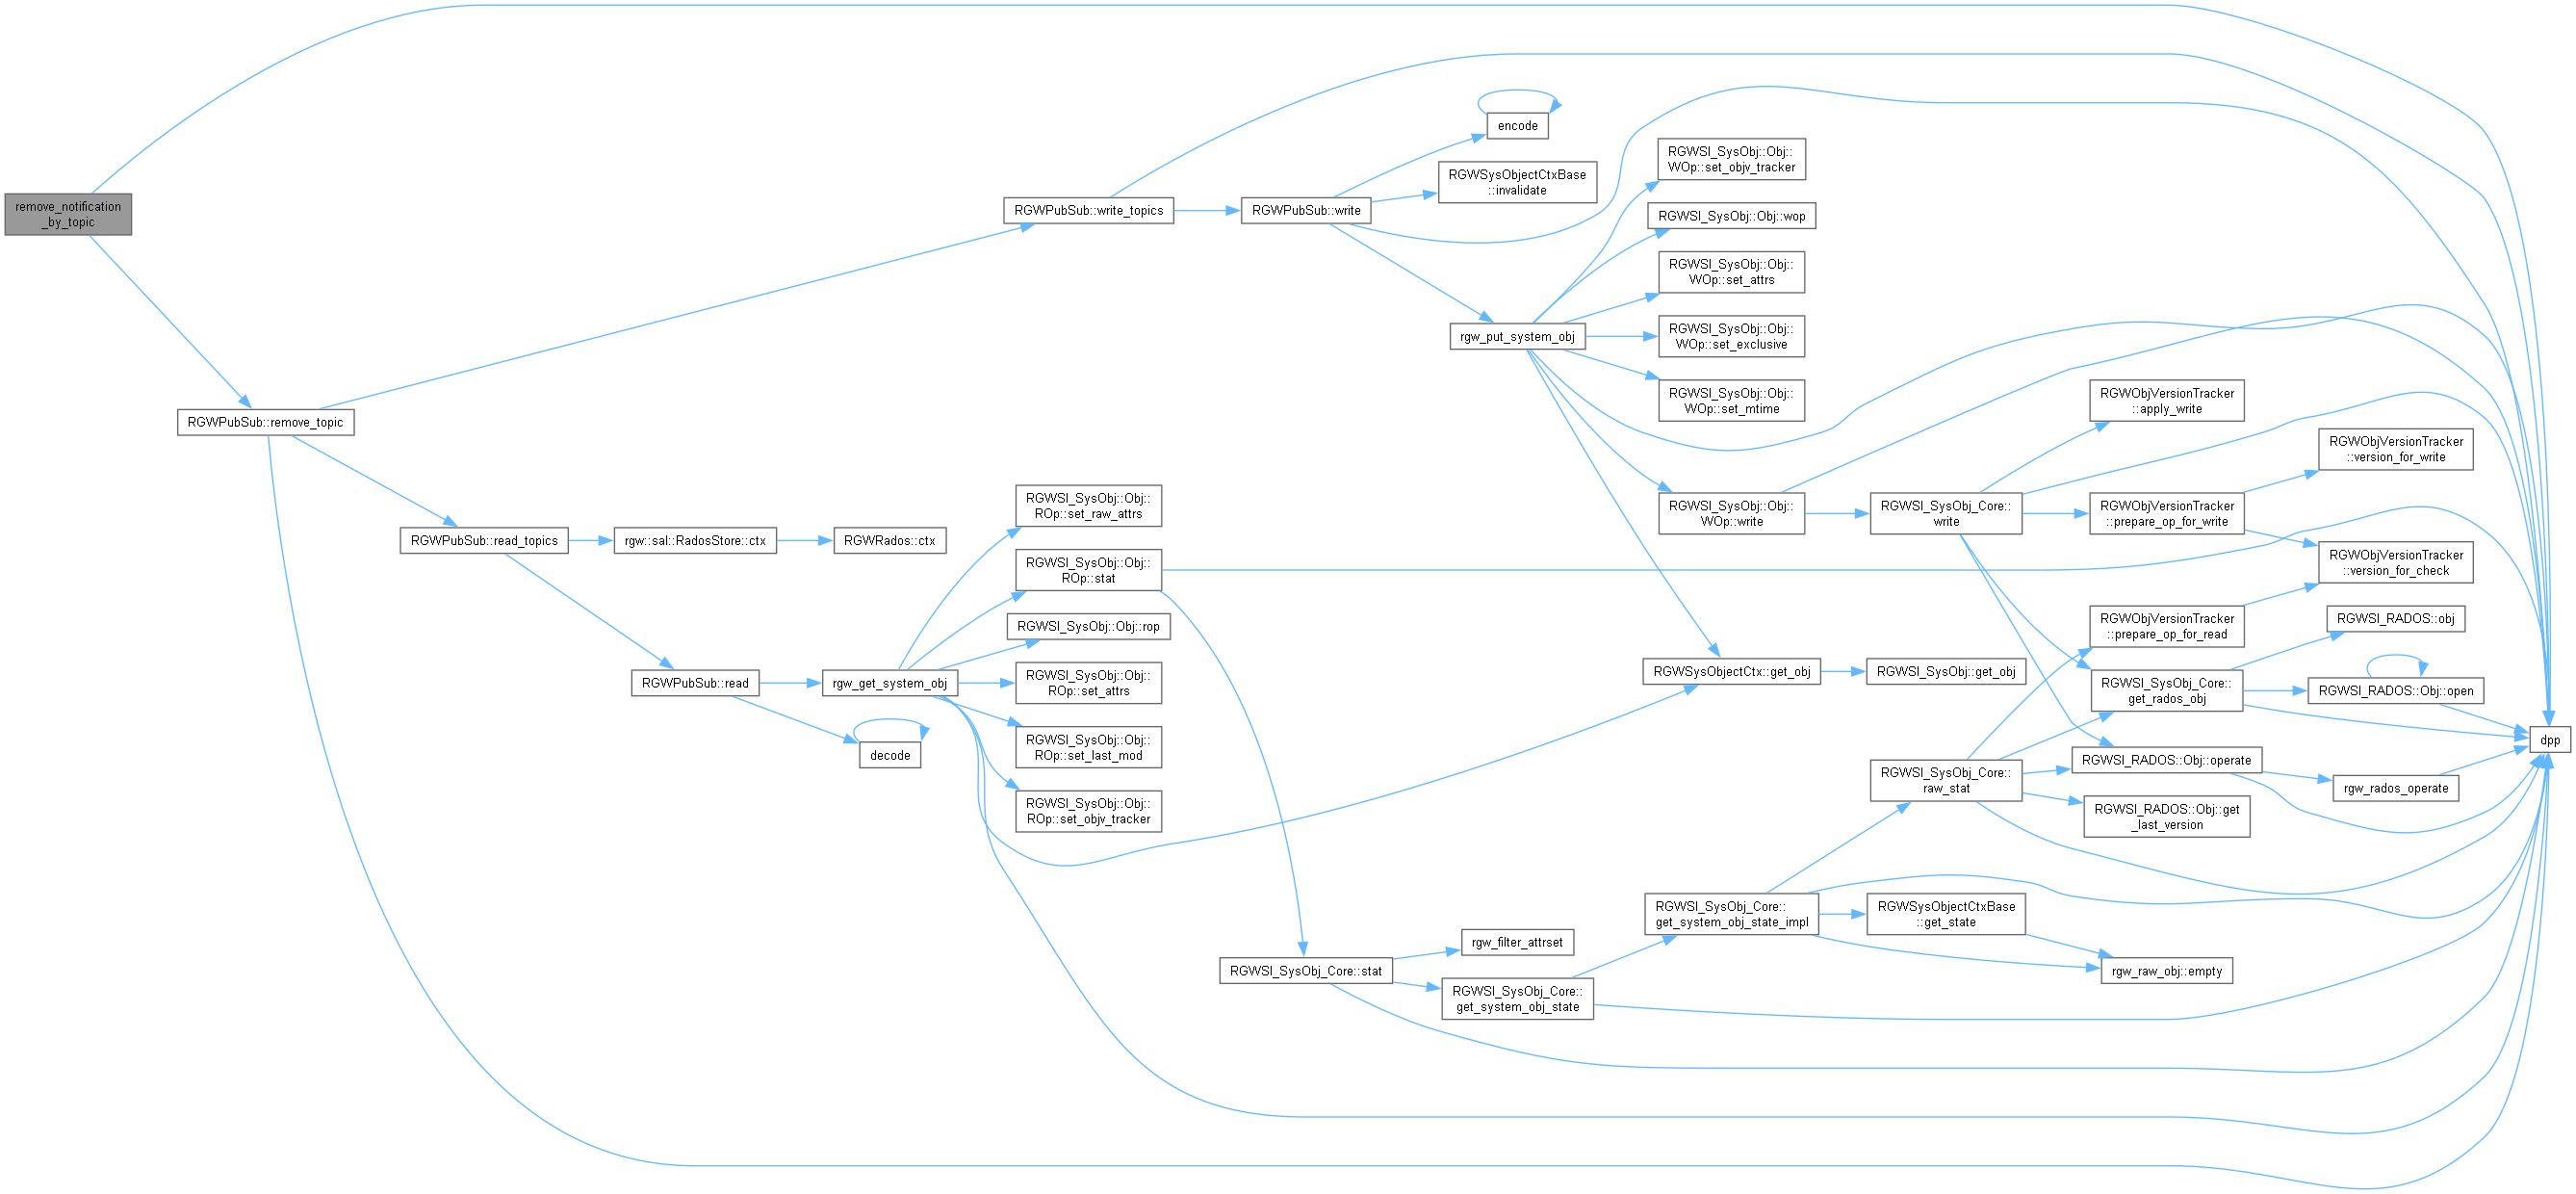 remove_notification
_by_topic
RGWPubSub::remove_topic
RGWPubSub::read_topics
rgw::sal::RadosStore::ctx
RGWRados::ctx
RGWPubSub::read
rgw_get_system_obj
decode
RGWPubSub::write_topics
RGWSI_SysObj::Obj::
ROp::set_raw_attrs
RGWSI_SysObj::Obj::
ROp::stat
RGWSI_SysObj::Obj::rop
RGWSI_SysObj::Obj::
ROp::set_attrs
RGWSI_SysObj::Obj::
ROp::set_last_mod
RGWSI_SysObj::Obj::
ROp::set_objv_tracker
RGWPubSub::write
encode
RGWSysObjectCtxBase
::invalidate
rgw_put_system_obj
RGWSI_SysObj_Core::stat
rgw_filter_attrset
RGWSI_SysObj_Core::
get_system_obj_state
RGWSI_SysObj::Obj::
WOp::set_objv_tracker
RGWSI_SysObj::Obj::wop
RGWSI_SysObj::Obj::
WOp::set_attrs
RGWSI_SysObj::Obj::
WOp::set_exclusive
RGWSI_SysObj::Obj::
WOp::set_mtime
RGWSI_SysObj::Obj::
WOp::write
RGWSysObjectCtx::get_obj
RGWSI_SysObj_Core::
get_system_obj_state_impl
RGWSI_SysObj_Core::
write
RGWSI_SysObj::get_obj
RGWSI_SysObj_Core::
raw_stat
RGWSysObjectCtxBase
::get_state
RGWObjVersionTracker
::apply_write
RGWObjVersionTracker
::prepare_op_for_write
RGWObjVersionTracker
::prepare_op_for_read
RGWSI_SysObj_Core::
get_rados_obj
RGWSI_RADOS::Obj::operate
RGWSI_RADOS::Obj::get
_last_version
rgw_raw_obj::empty
RGWObjVersionTracker
::version_for_write
RGWObjVersionTracker
::version_for_check
RGWSI_RADOS::obj
RGWSI_RADOS::Obj::open
rgw_rados_operate
dpp